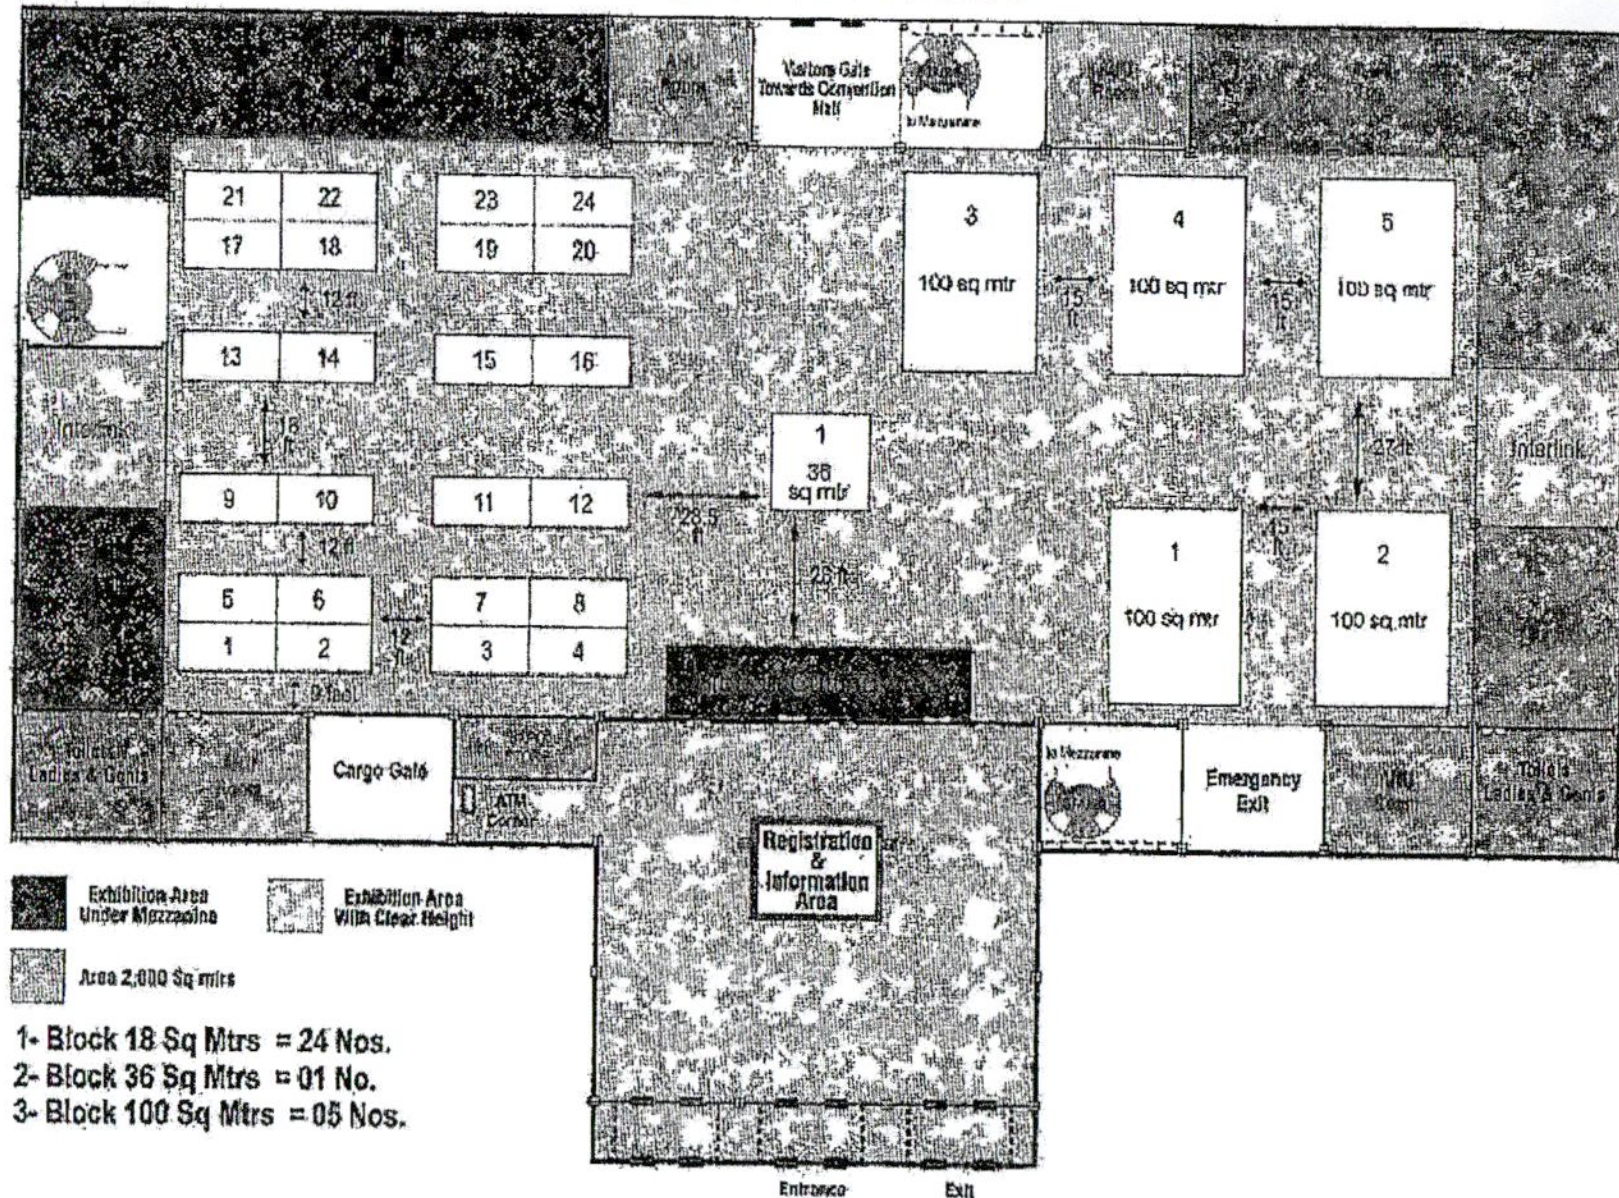 Visitors Gate
Towards Convention
Hall
to Mezzanine
21 22 23 24
17 18 19 20
3
100 sq mtr
4
100 sq mtr
5
100 sq mtr
15
ft
15
ft
12 ft
13 14 15 16
18
ft
1
36
sq mtr
27 ft
Interlink
Interlink
9 10 11 12
28.5
ft
12 ft
26 ft
15
ft
1
100 sq mtr
2
100 sq mtr
5 6 7 8
1 2 3 4
12
ft
Toilets
Ladies & Gents
Cargo Gate
ATM
Corner
to Mezzanine
Emergency
Exit
Toilets
Ladies & Gents
Registration
&
Information
Area
Exhibition Area
Under Mezzanine
Exhibition Area
With Clear Height
Area 2,000 Sq mtrs
1- Block 18 Sq Mtrs = 24 Nos.
2- Block 36 Sq Mtrs = 01 No.
3- Block 100 Sq Mtrs = 05 Nos.
Entrance
Exit